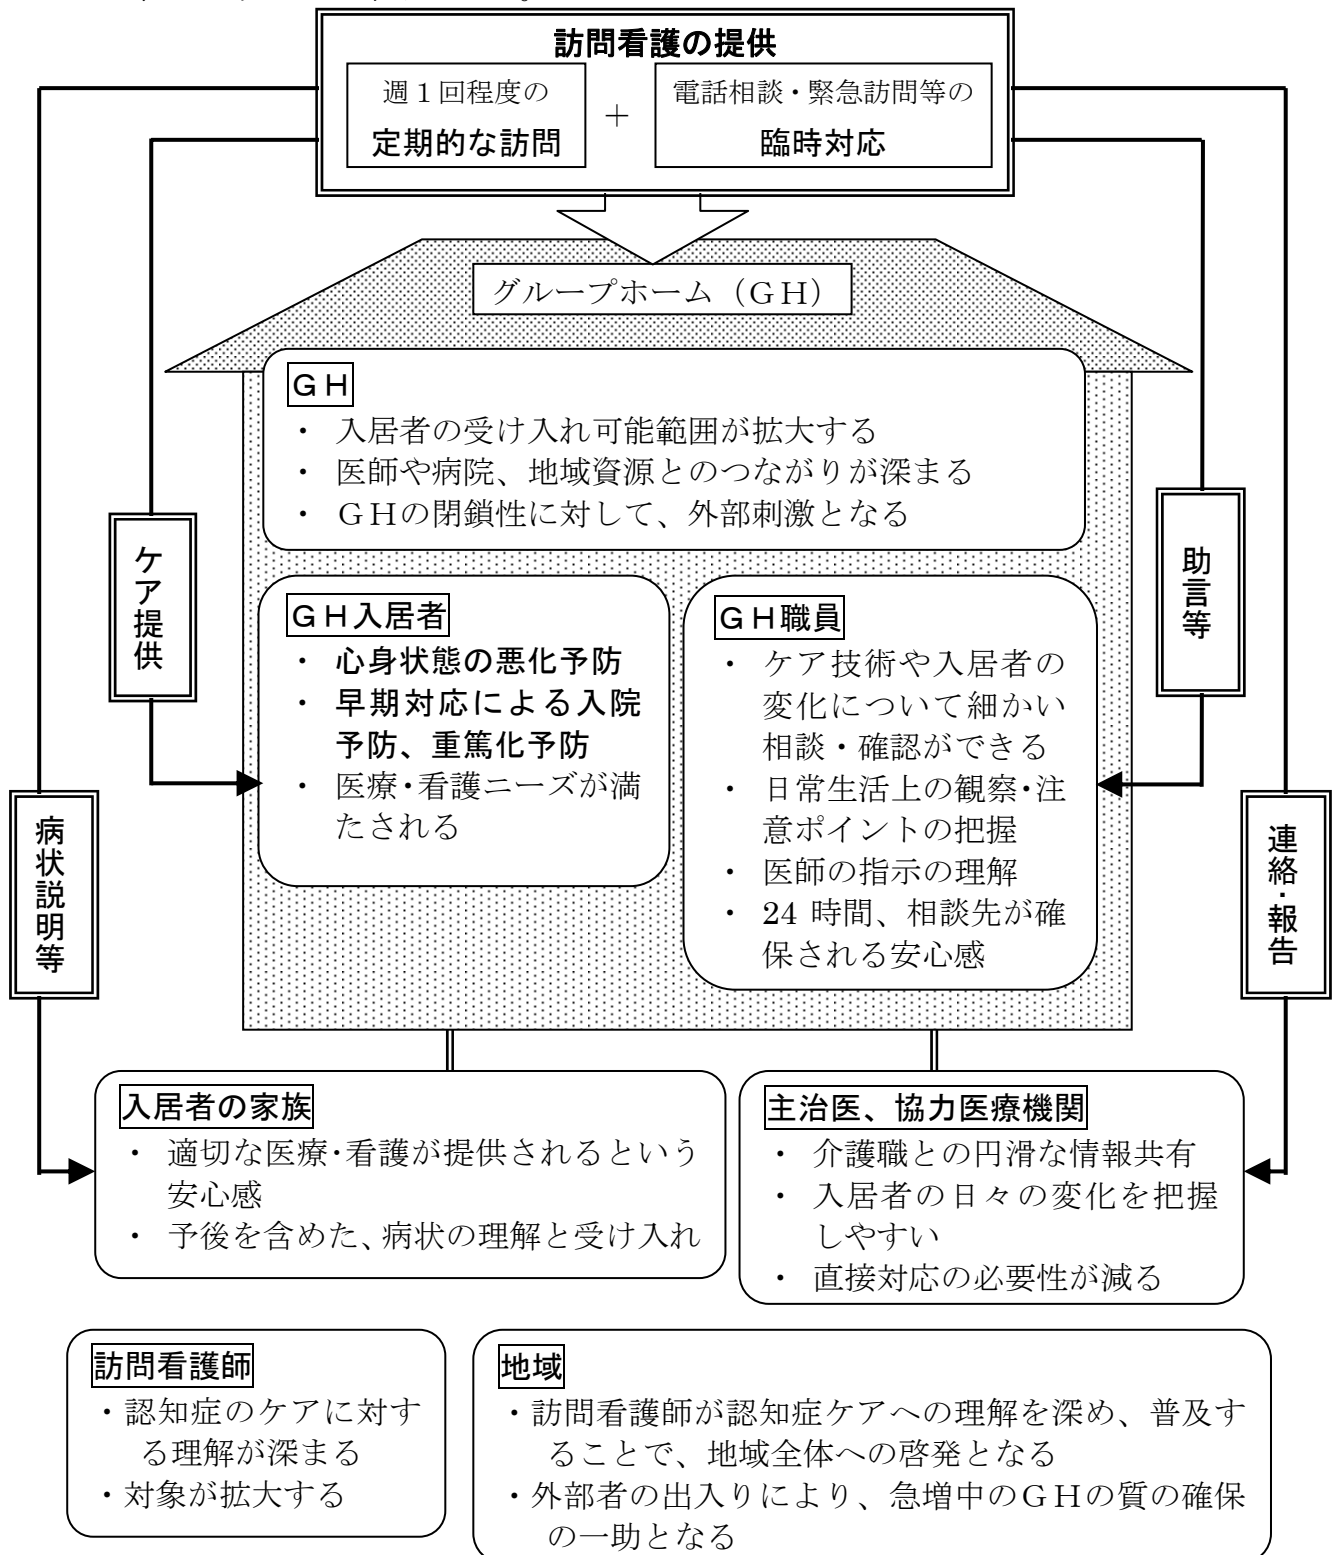 訪問看護の提供
週１回程度の
定期的な訪問
＋
電話相談・緊急訪問等の
臨時対応
グループホーム（ＧＨ）
ＧＨ
・ 入居者の受け入れ可能範囲が拡大する
・ 医師や病院、地域資源とのつながりが深まる
・ ＧＨの閉鎖性に対して、外部刺激となる
ケア提供
助言等
ＧＨ入居者
・ 心身状態の悪化予防
・ 早期対応による入院
予防、重篤化予防
・ 医療・看護ニーズが満
たされる
ＧＨ職員
・ ケア技術や入居者の
変化について細かい
相談・確認ができる
・ 日常生活上の観察・注
意ポイントの把握
・ 医師の指示の理解
・ 24 時間、相談先が確
保される安心感
病状説明等
連絡・報告
入居者の家族
・ 適切な医療・看護が提供されるという
安心感
・ 予後を含めた、病状の理解と受け入れ
主治医、協力医療機関
・ 介護職との円滑な情報共有
・ 入居者の日々の変化を把握
しやすい
・ 直接対応の必要性が減る
訪問看護師
・認知症のケアに対す
る理解が深まる
・対象が拡大する
地域
・訪問看護師が認知症ケアへの理解を深め、普及す
ることで、地域全体への啓発となる
・外部者の出入りにより、急増中のＧＨの質の確保
の一助となる